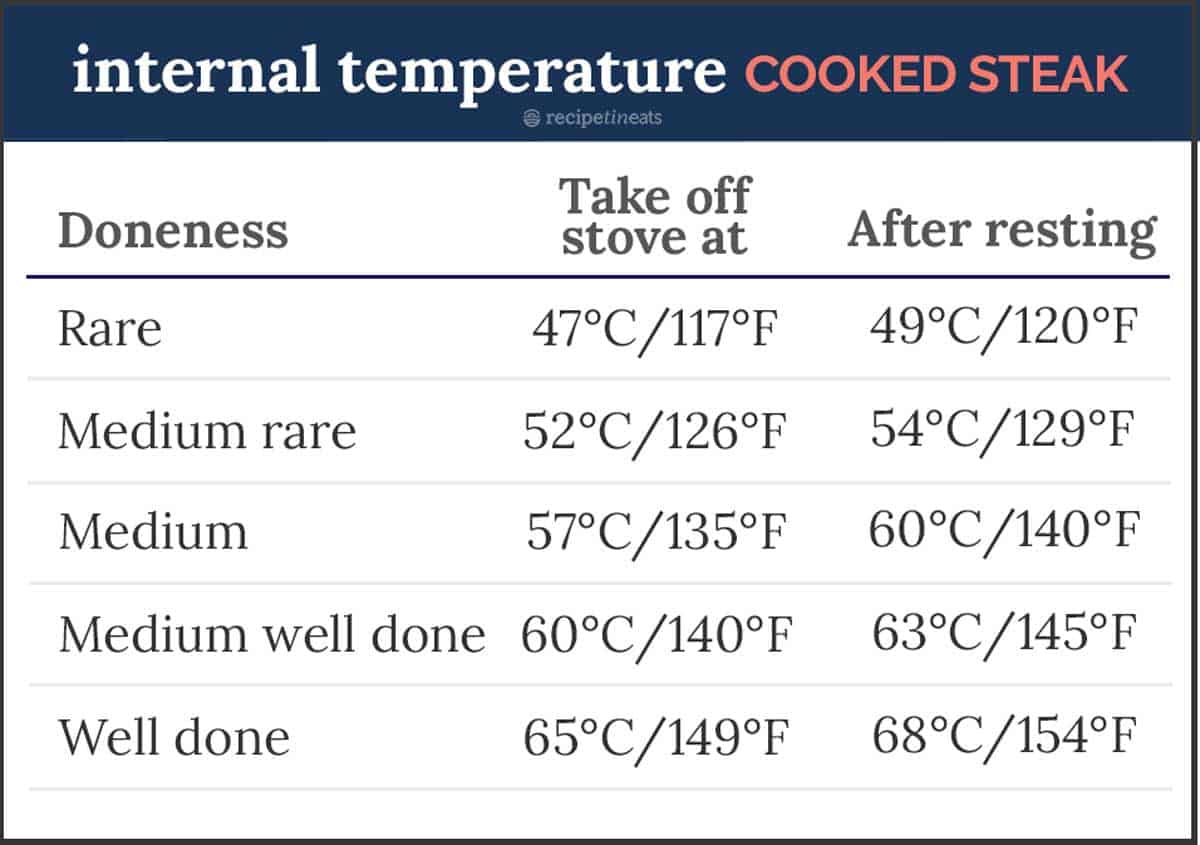 internal temperature COOKED STEAK
recipetineats
Doneness Take off stove at After resting
Rare 47°C/117°F 49°C/120°F
Medium rare 52°C/126°F 54°C/129°F
Medium 57°C/135°F 60°C/140°F
Medium well done 60°C/140°F 63°C/145°F
Well done 65°C/149°F 68°C/154°F